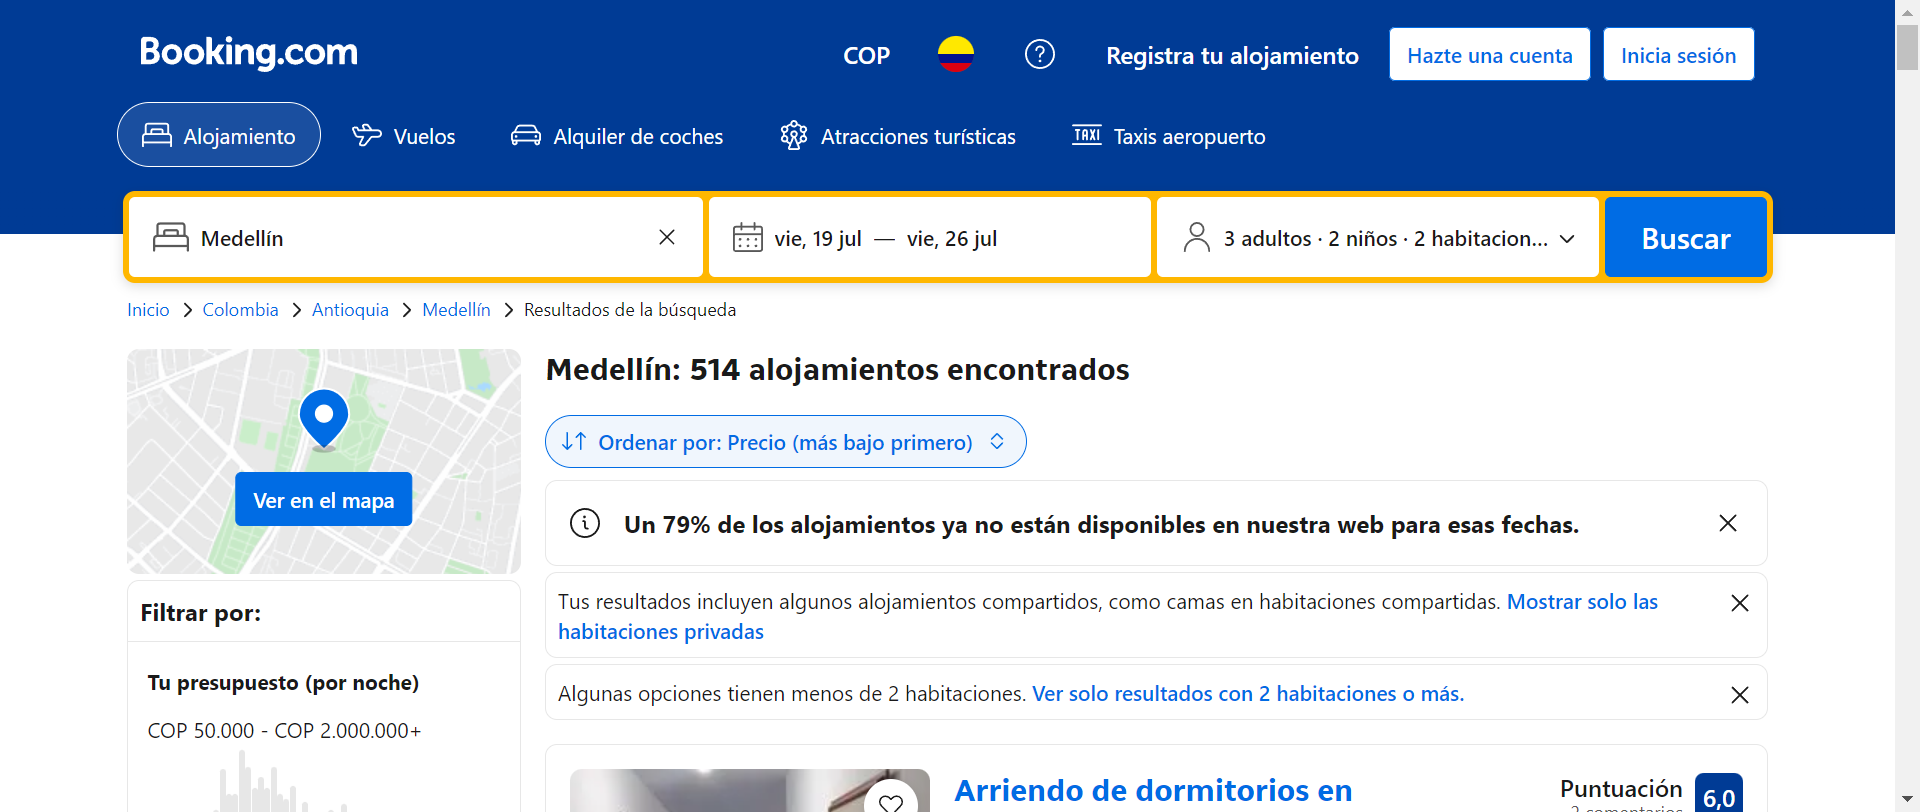 Booking.com
COP
Registra tu alojamiento
Hazte una cuenta
Inicia sesión
Alojamiento
Vuelos
Alquiler de coches
Atracciones turísticas
TAXI
Taxis aeropuerto
Medellín
vie, 19 jul — vie, 26 jul
3 adultos · 2 niños · 2 habitacion...
Buscar
Inicio > Colombia > Antioquia > Medellín > Resultados de la búsqueda
Ver en el mapa
Filtrar por:
Tu presupuesto (por noche)
COP 50.000 - COP 2.000.000+
Medellín: 514 alojamientos encontrados
Ordenar por: Precio (más bajo primero)
Un 79% de los alojamientos ya no están disponibles en nuestra web para esas fechas.
Tus resultados incluyen algunos alojamientos compartidos, como camas en habitaciones compartidas. Mostrar solo las
habitaciones privadas
Algunas opciones tienen menos de 2 habitaciones. Ver solo resultados con 2 habitaciones o más.
Arriendo de dormitorios en
Puntuación
2 comentarios
6,0